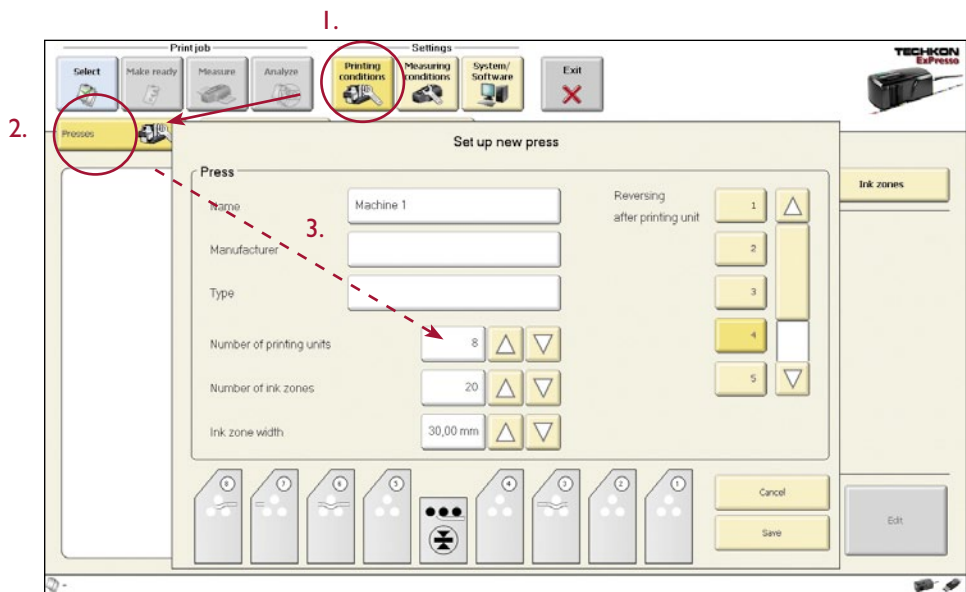 1.
Print job
Settings
Select
Make ready
Measure
Analyze
Printing
conditions
Measuring
conditions
System/
Software
Exit
TECHKON
ExPresso
2.
Presses
Set up new press
Ink zones
Press
Name
Machine 1
Reversing
after printing unit
1
2
3
4
5
3.
Manufacturer
Type
Number of printing units
8
Number of ink zones
20
Ink zone width
30,00 mm
8
7
6
5
4
3
2
1
Cancel
Save
Edit
-